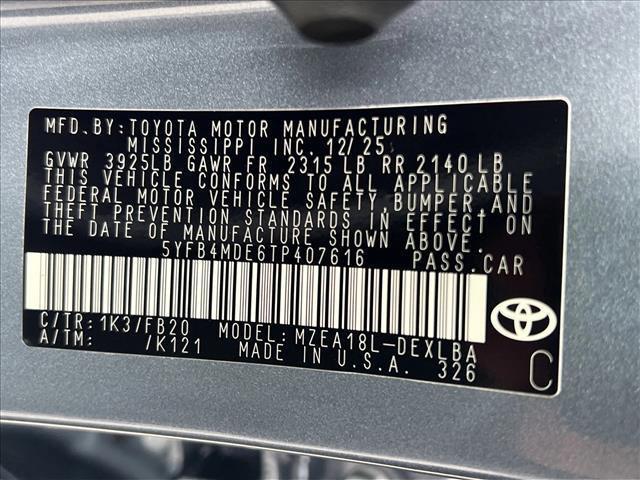 MFD.BY:TOYOTA MOTOR MANUFACTURING
MISSISSIPPI INC. 12/25
GVWR 3925LB GAWR FR 2315 LB RR 2140 LB
THIS VEHICLE CONFORMS TO ALL APPLICABLE
FEDERAL MOTOR VEHICLE SAFETY, BUMPER, AND
THEFT PREVENTION STANDARDS IN EFFECT ON
THE DATE OF MANUFACTURE SHOWN ABOVE.
5YFB4MDE6TP407616 PASS.CAR
C/TR: 1K3/FB20 MODEL: MZEA18L-DEXLBA
A/TM: /K121 MADE IN U.S.A. 326
C